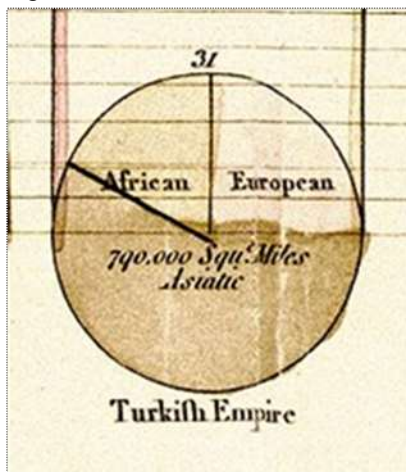 31
African European
790.000 Squ. Miles
Asiatic
Turkiſh Empire